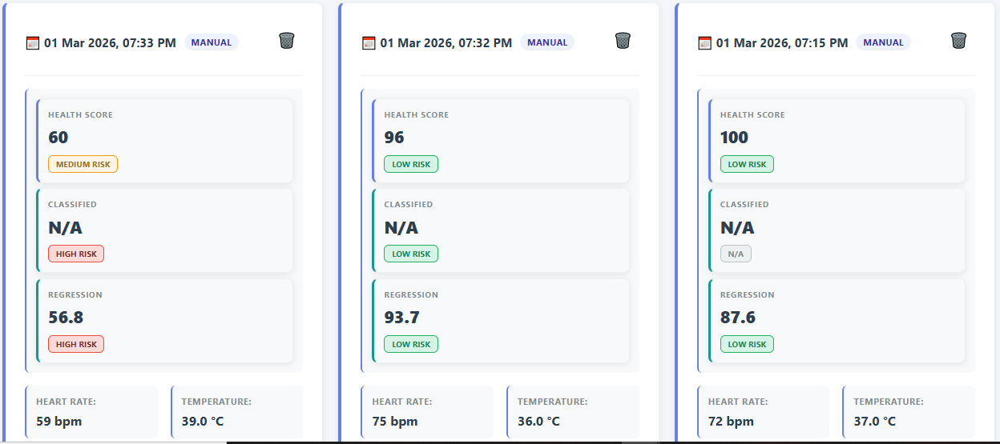 01 Mar 2026, 07:33 PM MANUAL
HEALTH SCORE
60
MEDIUM RISK
CLASSIFIED
N/A
HIGH RISK
REGRESSION
56.8
HIGH RISK
HEART RATE:
59 bpm
TEMPERATURE:
39.0 °C
01 Mar 2026, 07:32 PM MANUAL
HEALTH SCORE
96
LOW RISK
CLASSIFIED
N/A
LOW RISK
REGRESSION
93.7
LOW RISK
HEART RATE:
75 bpm
TEMPERATURE:
36.0 °C
01 Mar 2026, 07:15 PM MANUAL
HEALTH SCORE
100
LOW RISK
CLASSIFIED
N/A
N/A
REGRESSION
87.6
LOW RISK
HEART RATE:
72 bpm
TEMPERATURE:
37.0 °C